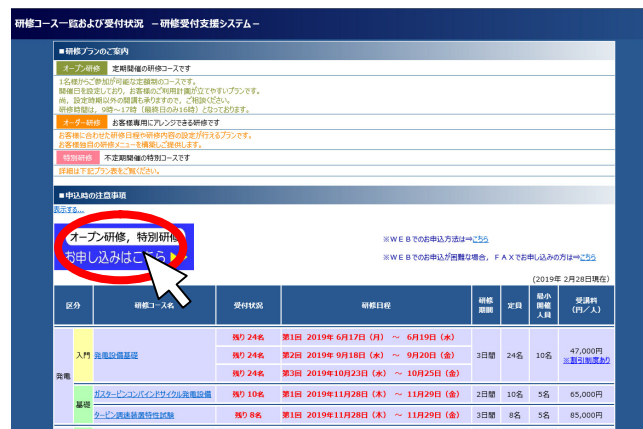 研修コース一覧および受付状況 －研修受付支援システム－
■研修プランのご案内
オープン研修 定期開催の研修コースです
1名様からご参加が可能な定額制のコースです。
開催日を設定しており、お客様のご利用計画が立てやすいプランです。
尚、設定時期以外の開講も承りますので、ご相談ください。
研修時間は、9時～17時（最終日のみ16時）となっております。
オーダー研修 お客様専用にアレンジできる研修です
お客様に合わせた研修日程や研修内容の設定が行えるプランです。
お客様独自の研修メニューを構築しご提供します。
特別研修 不定期開催の特別コースです
詳細は下記プラン表をご覧ください。
■申込時の注意事項
表示する...
オープン研修，特別研修
お申し込みはこちら
※ＷＥＢでのお申込方法は⇒こちら
※ＷＥＢでのお申込が困難な場合，ＦＡＸでお申し込みの方は⇒こちら
(2019年 2月28日現在)
区分 研修コース名 受付状況 研修日程 研修期間 定員 最小開催人員 受講料（円／人）
発電 入門 発電設備基礎
残り 24名 第1回 2019年 6月17日（月） ～ 6月19日（水）
残り 24名 第2回 2019年 9月18日（水） ～ 9月20日（金） 3日間 24名 10名 47,000円 ※割引制度あり
残り 24名 第3回 2019年10月23日（水） ～ 10月25日（金）
基礎 ガスタービンコンバインドサイクル発電設備 残り 10名 第1回 2019年11月28日（木） ～ 11月29日（金） 2日間 10名 5名 65,000円
タービン調速装置特性試験 残り 8名 第1回 2019年11月28日（木） ～ 11月29日（金） 3日間 8名 5名 85,000円